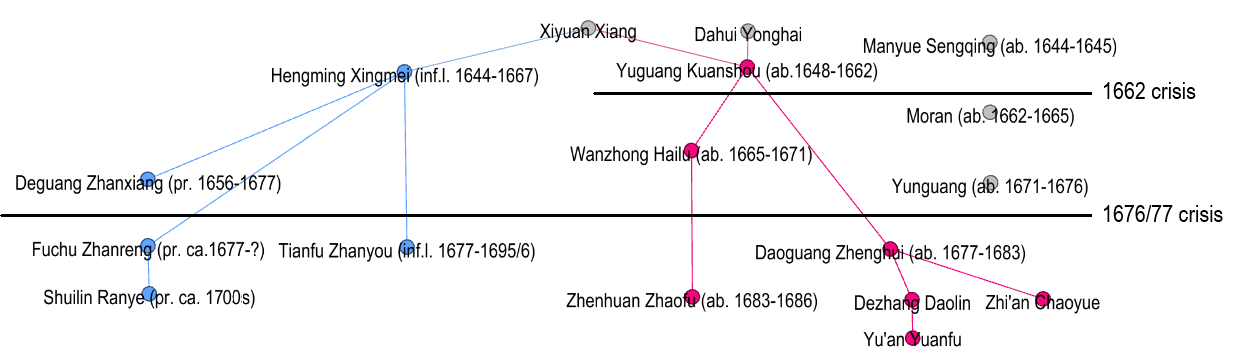 Xiyuan Xiang
Dahui Yonghai
Manyue Sengqing (ab. 1644-1645)
Hengming Xingmei (inf.l. 1644-1667)
Yuguang Kuanshou (ab.1648-1662)
1662 crisis
Moran (ab. 1662-1665)
Wanzhong Hailu (ab. 1665-1671)
Deguang Zhanxiang (pr. 1656-1677)
Yunguang (ab. 1671-1676)
1676/77 crisis
Fuchu Zhanreng (pr. ca.1677-?)
Tianfu Zhanyou (inf.l. 1677-1695/6)
Daoguang Zhenghui (ab. 1677-1683)
Shuilin Ranye (pr. ca. 1700s)
Zhenhuan Zhaofu (ab. 1683-1686)
Dezhang Daolin
Zhi'an Chaoyue
Yu'an Yuanfu